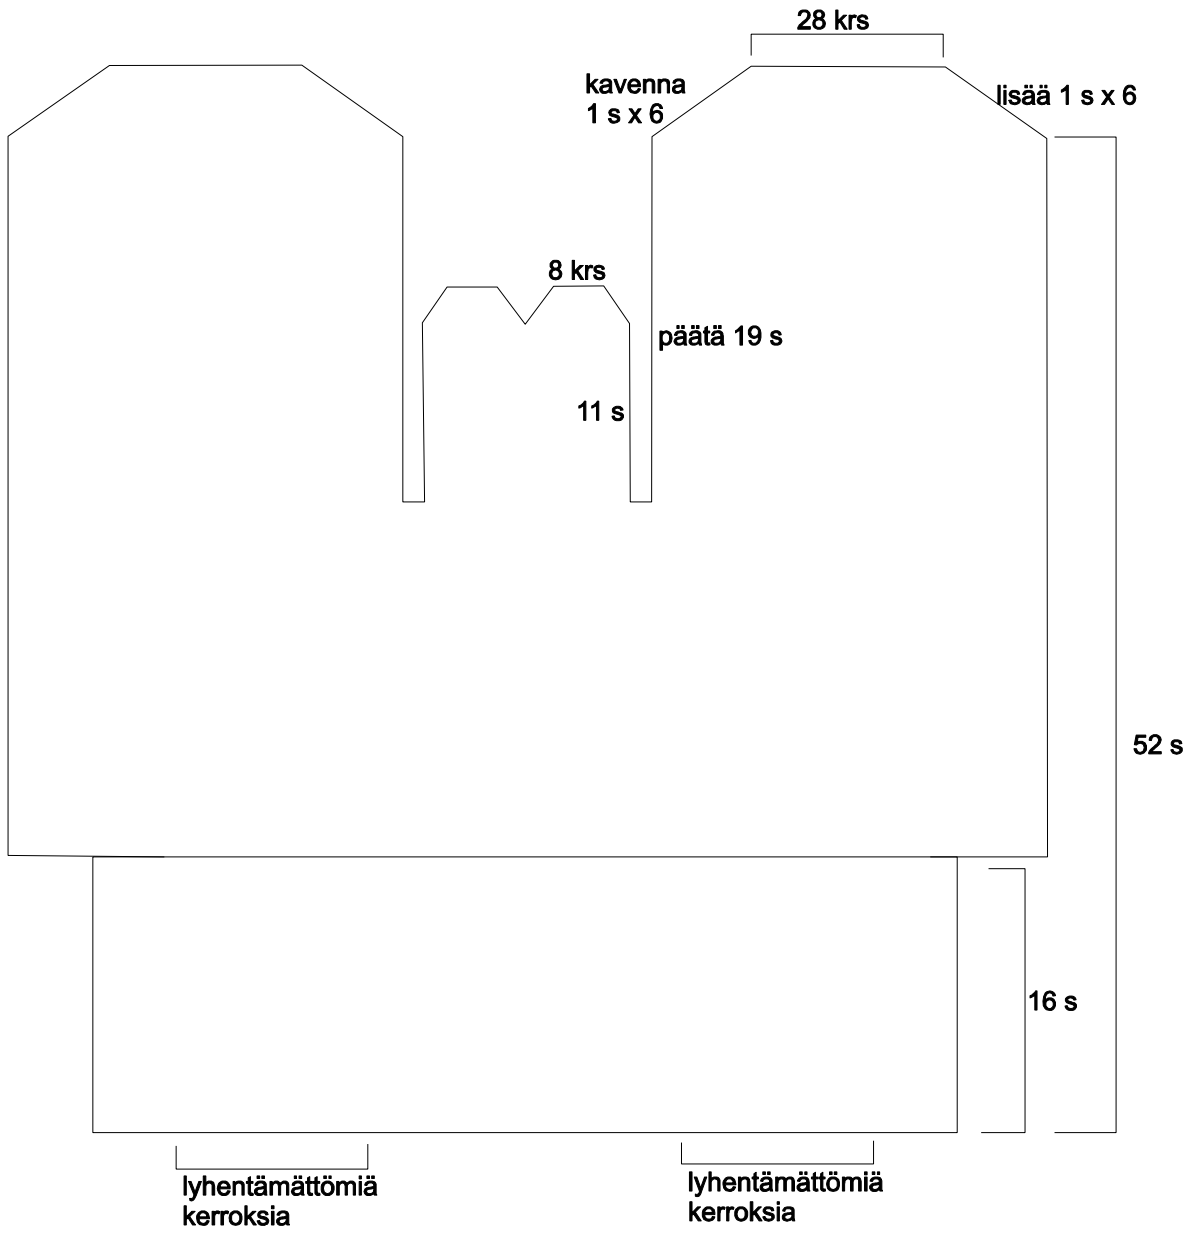 28 krs
kavenna
1 s x 6
lisää 1 s x 6
8 krs
päätä 19 s
11 s
52 s
16 s
lyhentämättömiä
kerroksia
lyhentämättömiä
kerroksia